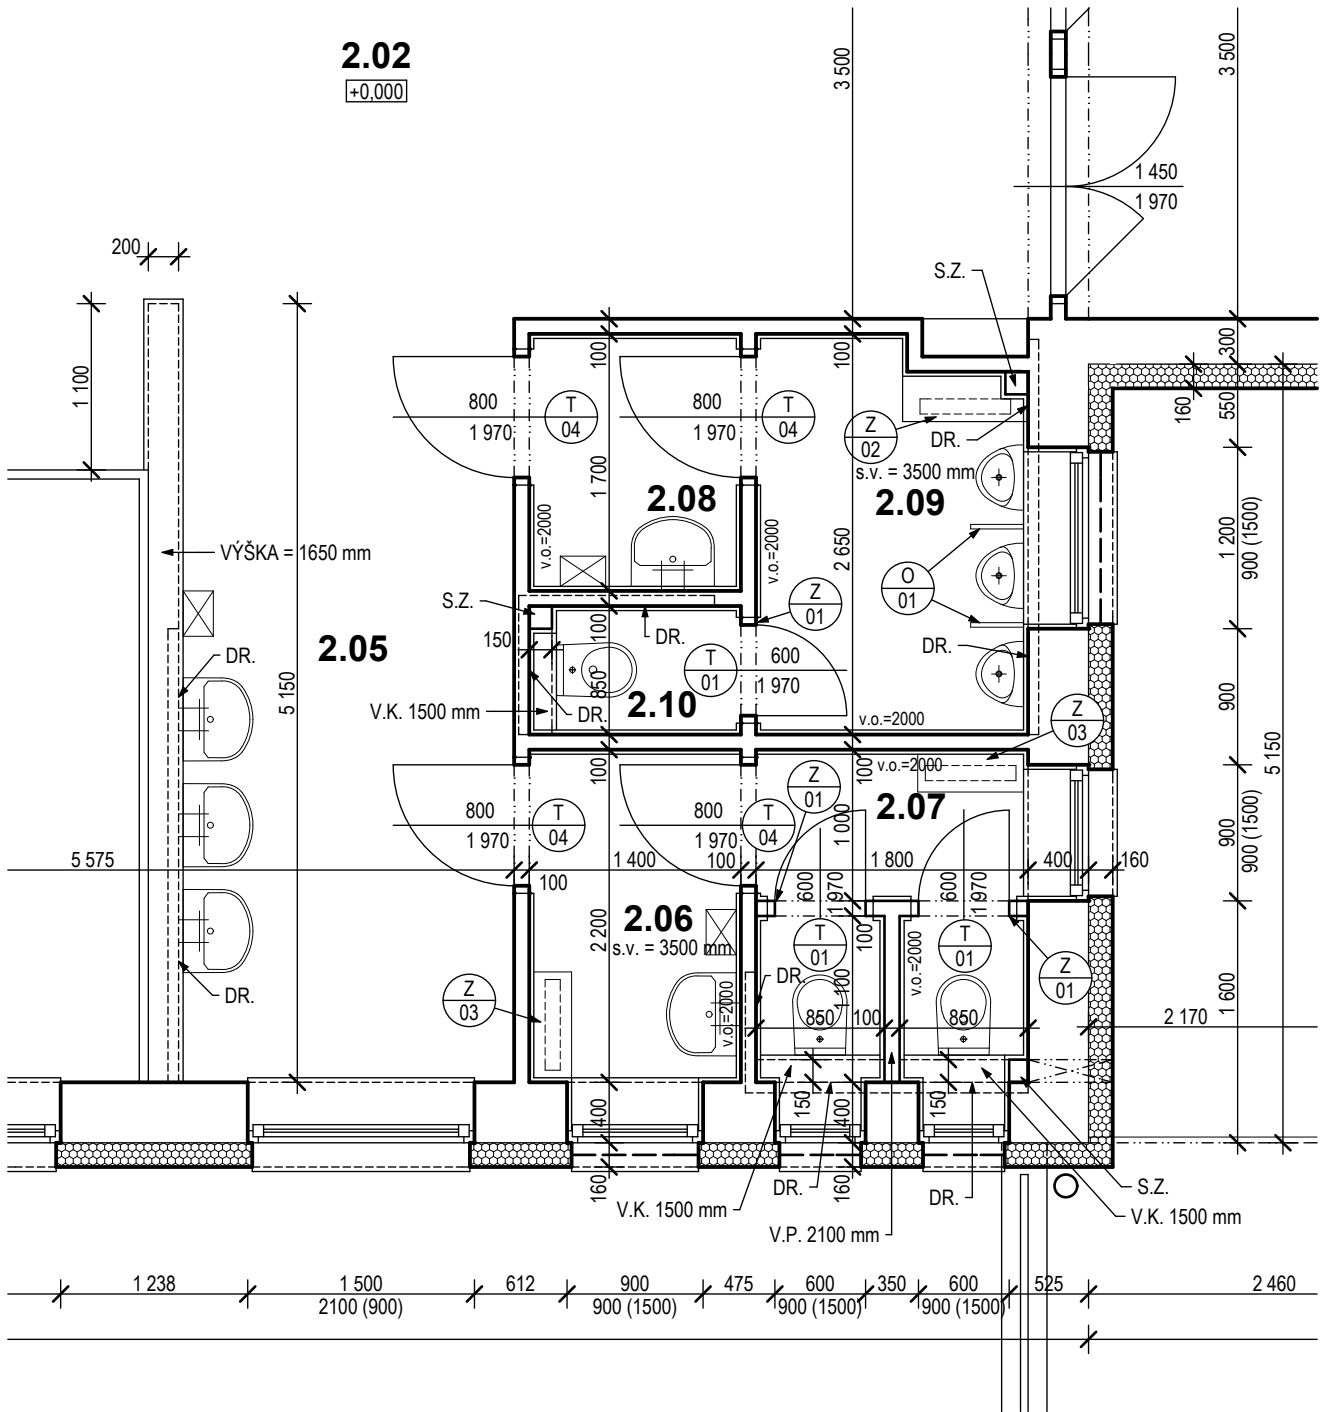 2.02
+0,000
3 500
3 500
1 450
1 970
200
S.Z.
1 100
100
100
300
800
1 970
T
04
800
1 970
T
04
Z
02
DR.
160
550
s.v. = 3500 mm
1 700
2.08
2.09
v.o.=2000
v.o.=2000
2 650
1 200
900 (1500)
VÝŠKA = 1650 mm
O
01
Z
01
S.Z.
100
DR.
150
2.05
DR.
DR.
5 150
T
01
600
1 970
850
2.10
V.K. 1500 mm
DR.
v.o.=2000
Z
03
900
5 150
100
100
v.o.=2000
Z
01
2.07
800
1 970
T
04
800
1 970
T
04
1 000
900
900 (1500)
5 575
100
1 400
100
1 800
400
160
600
1 970
600
1 970
2.06
s.v. = 3500 mm
2 200
T
01
100
T
01
v.o.=2000
Z
01
DR.
DR.
Z
03
v.o.=2000
1 100
850
100
850
1 600
2 170
150
400
400
150
160
160
V.K. 1500 mm
DR.
DR.
S.Z.
V.K. 1500 mm
V.P. 2100 mm
1 238
1 500
2100 (900)
612
900
900 (1500)
475
600
900 (1500)
350
600
900 (1500)
525
2 460